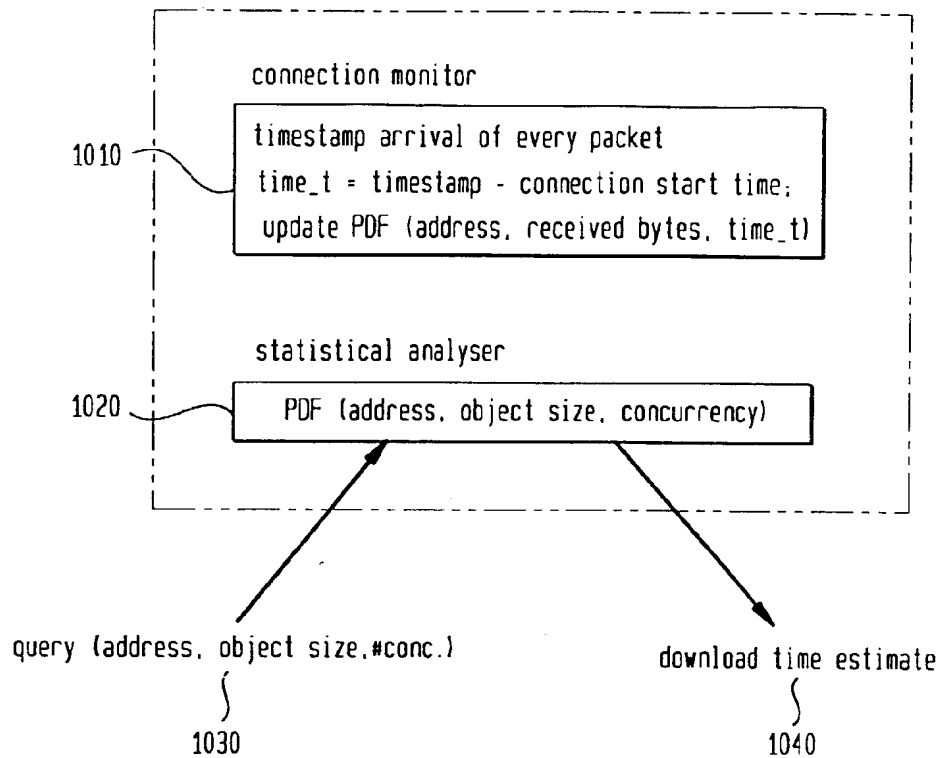 connection monitor
timestamp arrival of every packet
1010
time_t = timestamp - connection start time;
update PDF (address, received bytes, time_t)
statistical analyser
1020
PDF (address, object size, concurrency)
query (address, object size,#conc.)
download time estimate
1030
1040